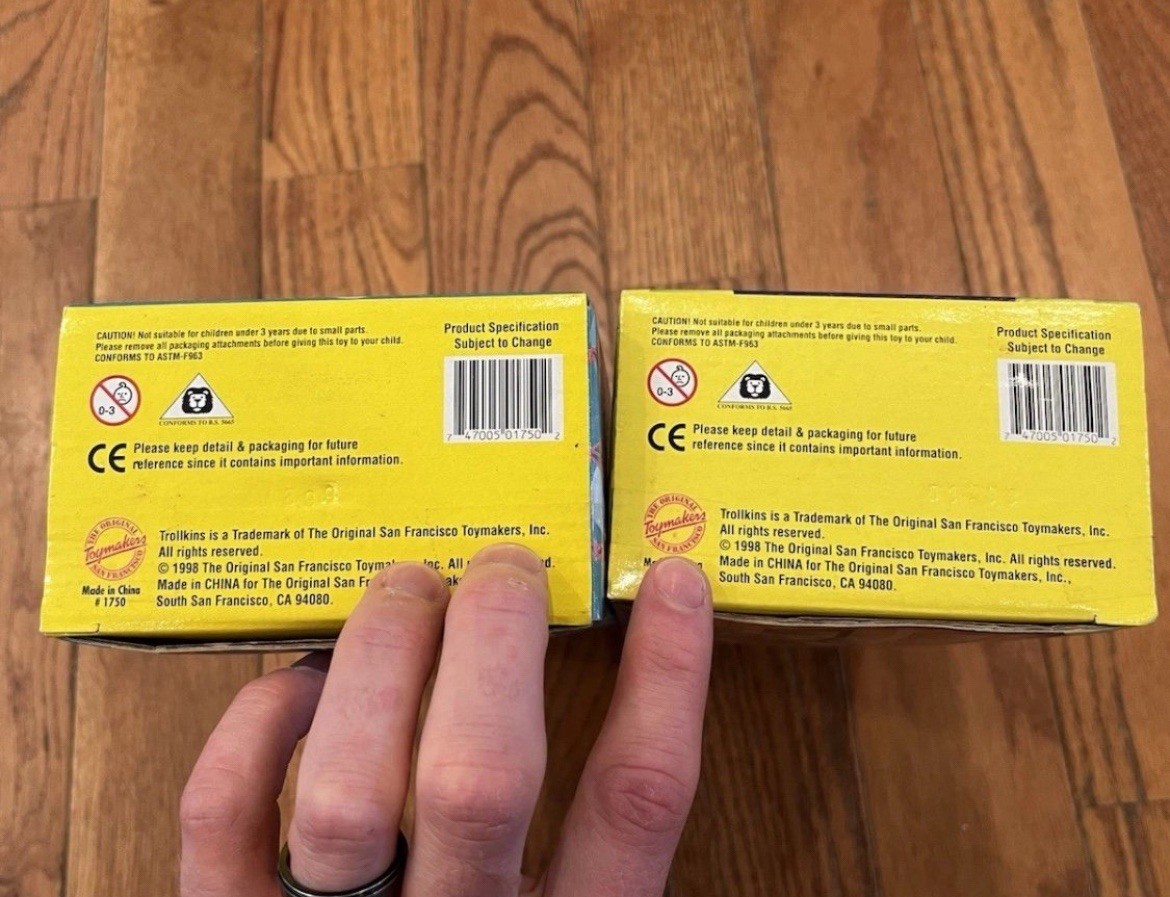 CAUTION! Not suitable for children under 3 years due to small parts.
Please remove all packaging attachments before giving this toy to your child.
CONFORMS TO ASTM-F963
Product Specification
Subject to Change
0-3
CONFORMS TO B.S. 5665
7 47005 01750 2
CE
Please keep detail & packaging for future
reference since it contains important information.
THE ORIGINAL
Toymakers
SAN FRANCISCO
Made in China
# 1750
Trollkins is a Trademark of The Original San Francisco Toymakers, Inc.
All rights reserved.
© 1998 The Original San Francisco Toymak Inc. All d.
Made in CHINA for The Original San Fr
South San Francisco, CA 94080.
CAUTION! Not suitable for children under 3 years due to small parts.
Please remove all packaging attachments before giving this toy to your child.
CONFORMS TO ASTM-F963
Product Specification
Subject to Change
0-3
CONFORMS TO B.S. 5665
7 47005 01750 2
CE
Please keep detail & packaging for future
reference since it contains important information.
THE ORIGINAL
Toymakers
SAN FRANCISCO
Trollkins is a Trademark of The Original San Francisco Toymakers, Inc.
All rights reserved.
© 1998 The Original San Francisco Toymakers, Inc. All rights reserved.
Made in CHINA for The Original San Francisco Toymakers, Inc.,
South San Francisco, CA 94080.